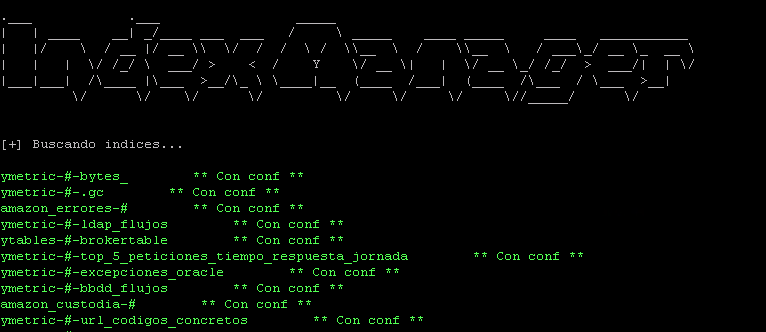 Index Manager
[+] Buscando indices...
ymetric-#-bytes_ ** Con conf **
ymetric-#-.gc ** Con conf **
amazon_errores-# ** Con conf **
ymetric-#-ldap_flujos ** Con conf **
ytables-#-brokertable ** Con conf **
ymetric-#-top_5_peticiones_tiempo_respuesta_jornada ** Con conf **
ymetric-#-excepciones_oracle ** Con conf **
ymetric-#-bbdd_flujos ** Con conf **
amazon_custodia-# ** Con conf **
ymetric-#-url_codigos_concretos ** Con conf **